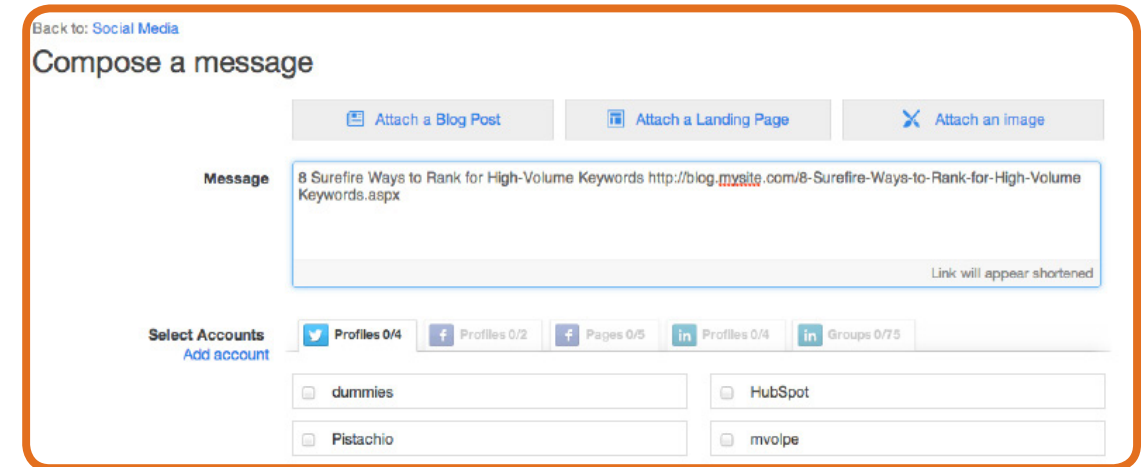 Back to: Social Media
Compose a message
Attach a Blog Post
Attach a Landing Page
Attach an image
Message
8 Surefire Ways to Rank for High-Volume Keywords http://blog.mysite.com/8-Surefire-Ways-to-Rank-for-High-Volume
Keywords.aspx
Link will appear shortened
Select Accounts
Add account
Profiles 0/4
Profiles 0/2
Pages 0/5
Profiles 0/4
Groups 0/75
dummies
HubSpot
Pistachio
mvolpe